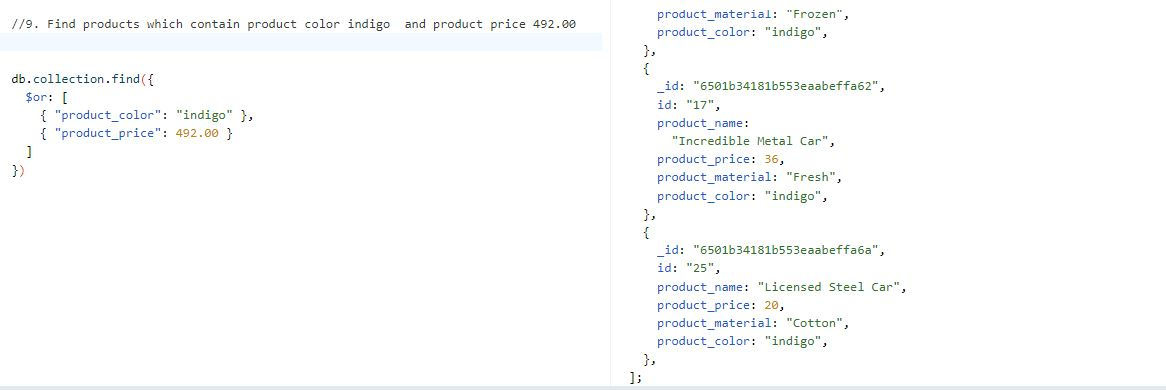 //9. Find products which contain product color indigo  and product price 492.00
db.collection.find({
  $or: [
    { "product_color": "indigo" },
    { "product_price": 492.00 }
  ]
})
    product_material: "Frozen",
    product_color: "indigo",
  },
  {
    _id: "6501b34181b553eaabeffa62",
    id: "17",
    product_name:
      "Incredible Metal Car",
    product_price: 36,
    product_material: "Fresh",
    product_color: "indigo",
  },
  {
    _id: "6501b34181b553eaabeffa6a",
    id: "25",
    product_name: "Licensed Steel Car",
    product_price: 20,
    product_material: "Cotton",
    product_color: "indigo",
  },
];